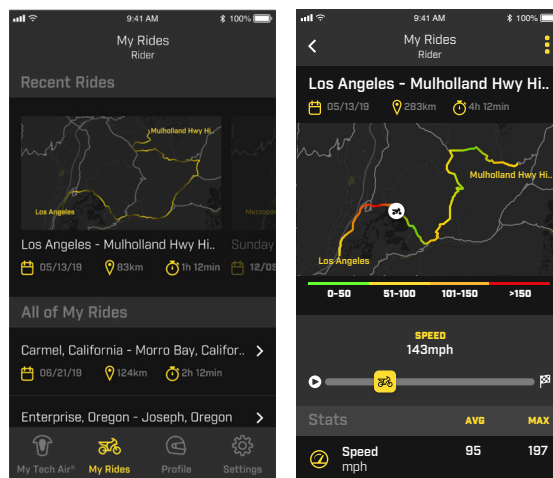 9:41 AM
100%
My Rides
Rider
Recent Rides
Mulholland Hwy Hi..
Los Angeles
Mezzopor
Los Angeles - Mulholland Hwy Hi..
Sunday
05/13/19
83km
1h 12min
12/05
All of My Rides
Carmel, California - Morro Bay, Califor..
06/21/19
124km
2h 12min
Enterprise, Oregon - Joseph, Oregon
My Tech Air®
My Rides
Profile
Settings
9:41 AM
100%
My Rides
Rider
Los Angeles - Mulholland Hwy Hi..
05/13/19
283km
4h 12min
Mulholland Hwy Hi..
Los Angeles
0-50
51-100
101-150
>150
SPEED
143mph
Stats
AVG
MAX
Speed
mph
95
197